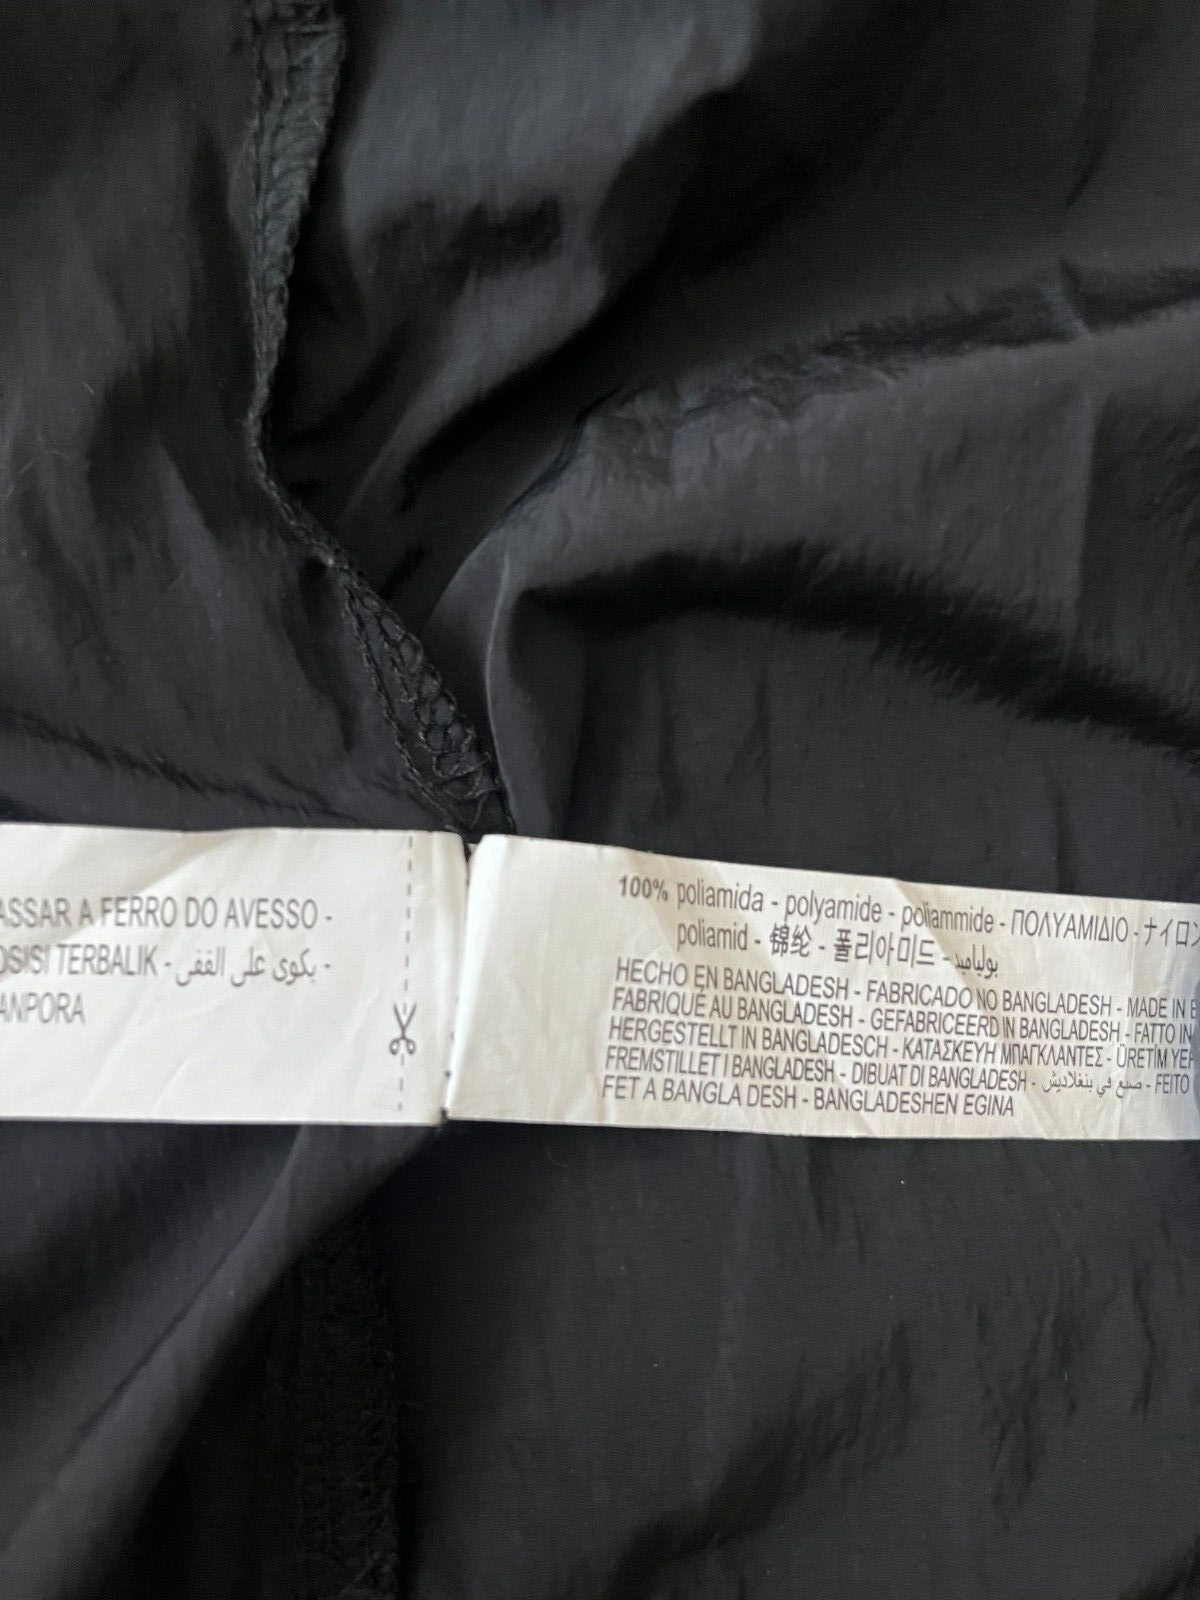 ASSAR A FERRO DO AVESSO -
OSISI TERBALIK - يكوى على القفى -
ANPORA
100% poliamida - polyamide - poliammide - ΠΟΛΥΑΜΙΔΙΟ - ナイロン
poliamid - 锦纶 - 폴리아미드 - بولياميد
HECHO EN BANGLADESH - FABRICADO NO BANGLADESH - MADE IN B
FABRIQUÉ AU BANGLADESH - GEFABRICEERD IN BANGLADESH - FATTO IN
HERGESTELLT IN BANGLADESCH - ΚΑΤΑΣΚΕΥΗ ΜΠΑΓΚΛΑΝΤΕΣ - ÜRETİM YER
FREMSTILLET I BANGLADESH - DIBUAT DI BANGLADESH - صنع في بنغلاديش - FEITO
FET A BANGLA DESH - BANGLADESHEN EGINA